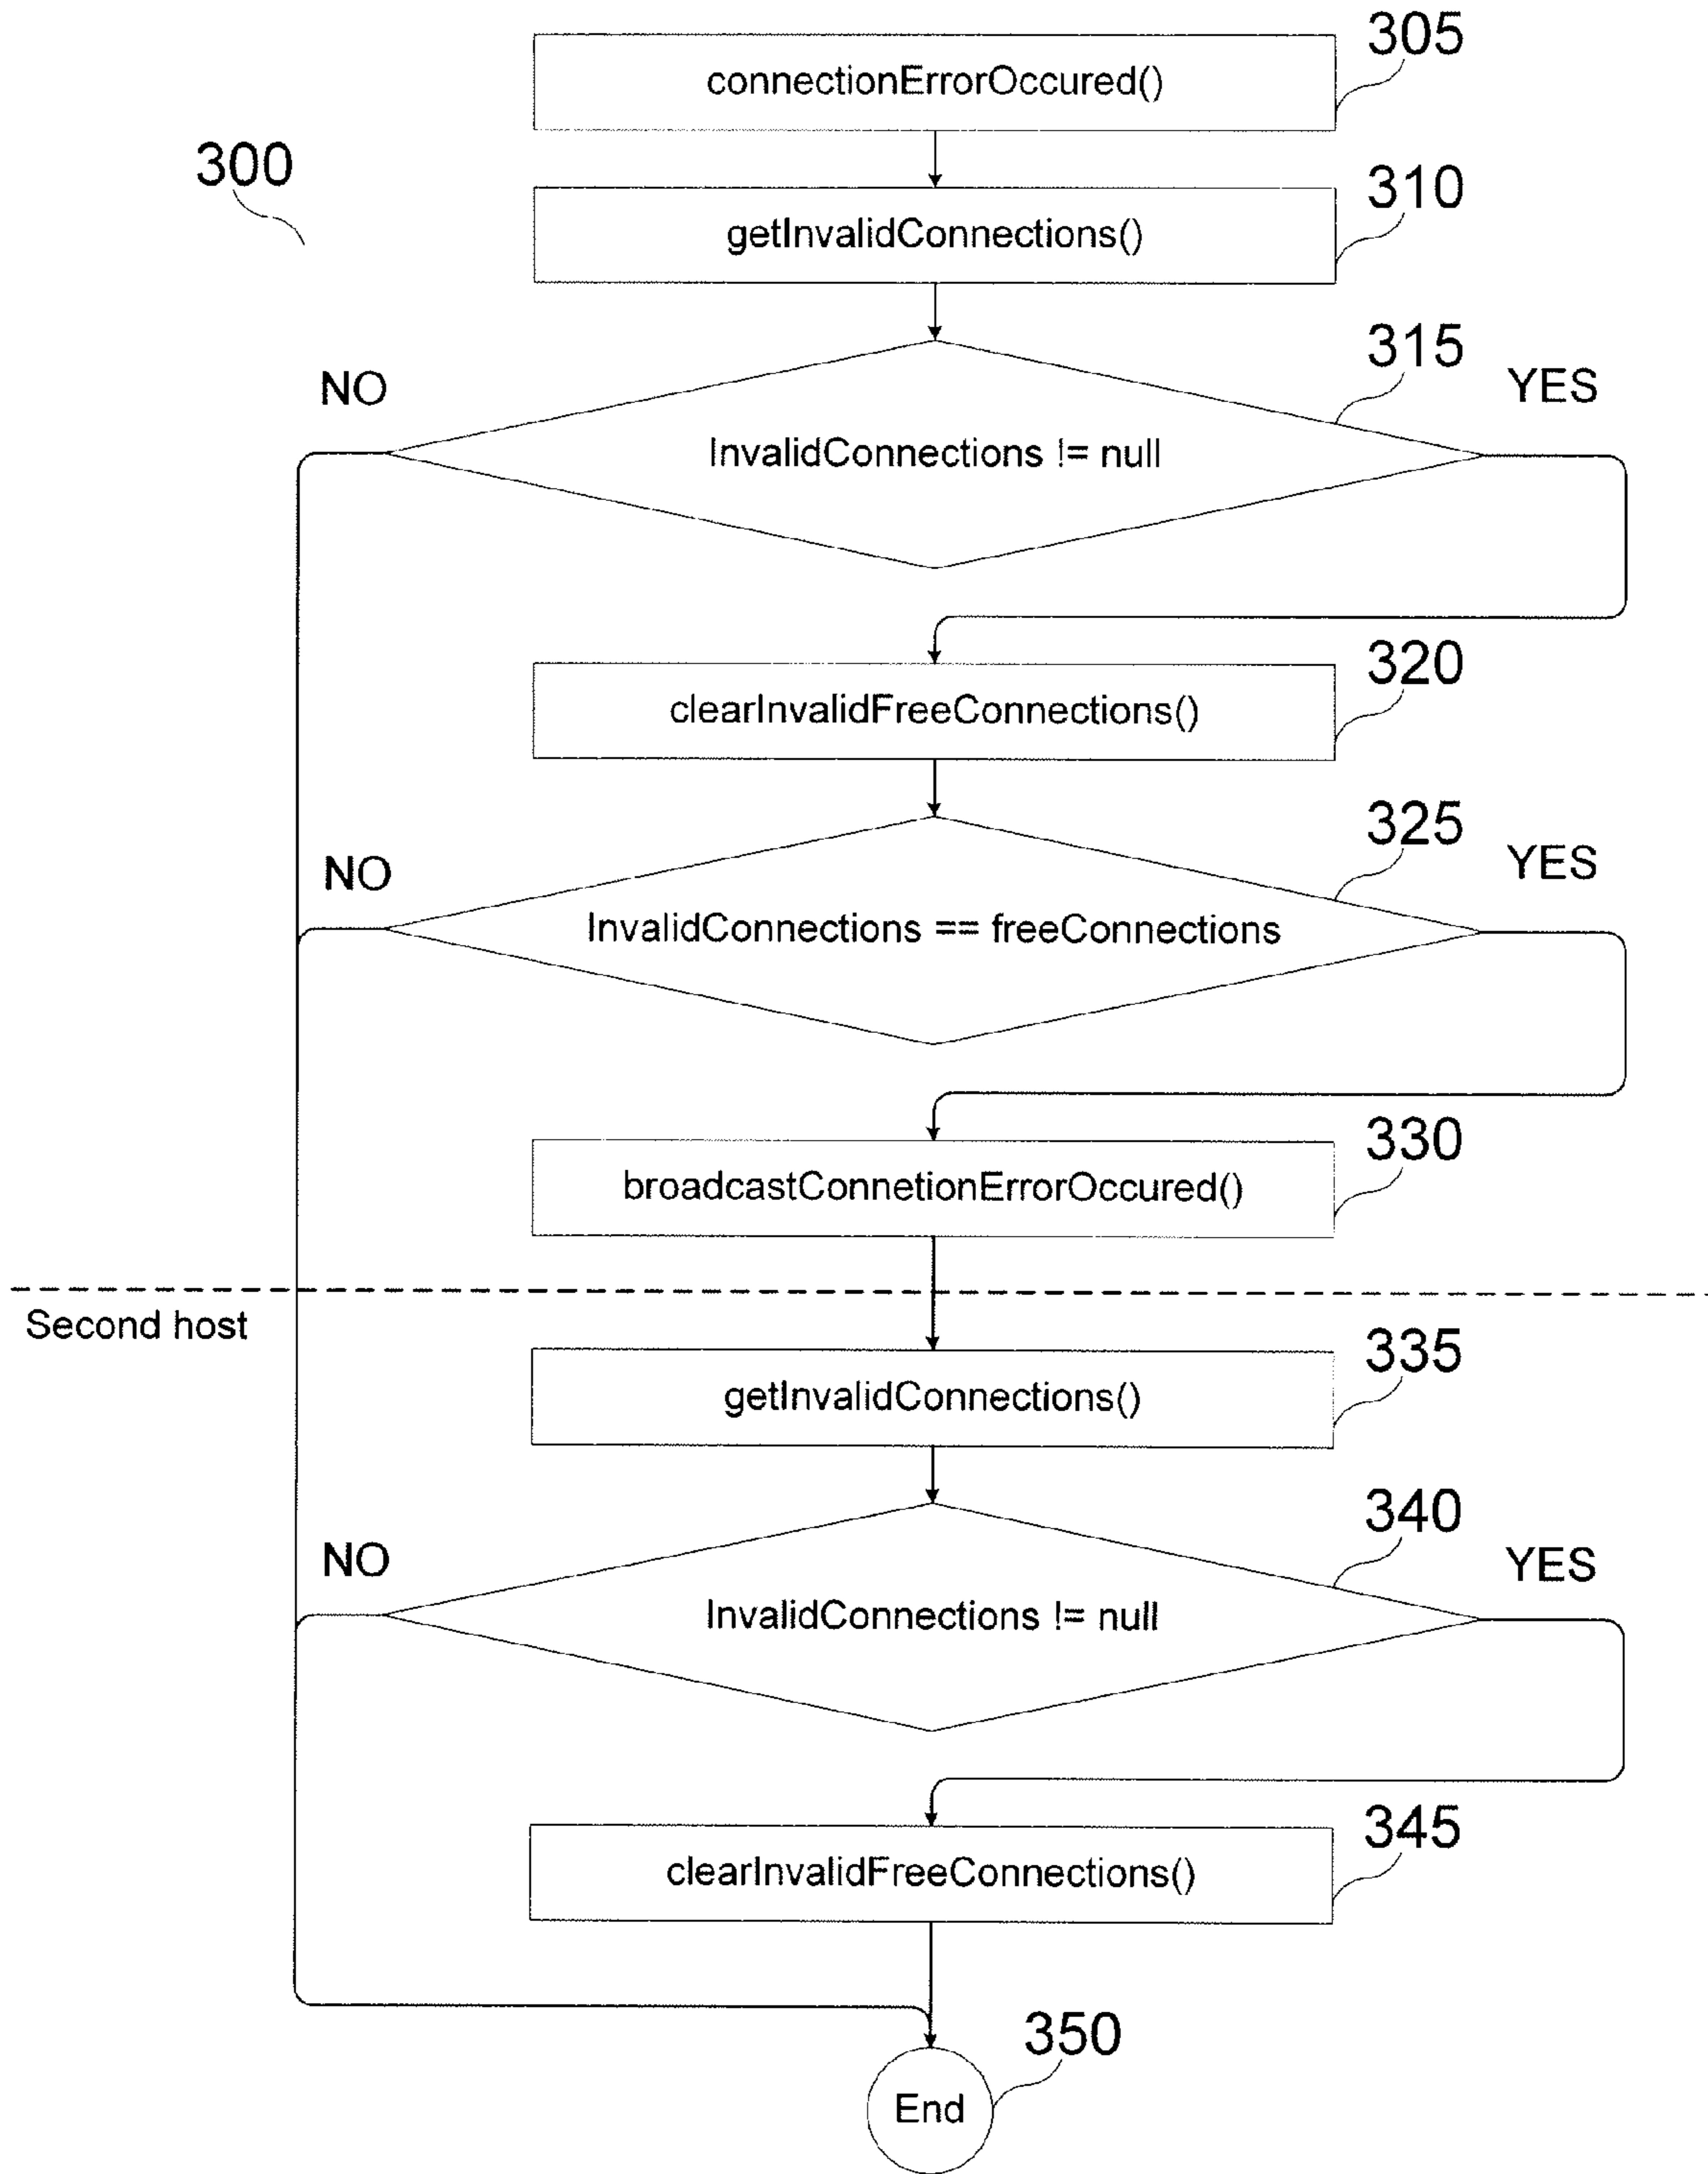 305
connectionErrorOccured()
300
310
getInvalidConnections()
315
NO
YES
InvalidConnections != null
320
clearInvalidFreeConnections()
325
NO
YES
InvalidConnections == freeConnections
330
broadcastConnetionErrorOccured()
Second host
335
getInvalidConnections()
340
NO
YES
InvalidConnections != null
345
clearInvalidFreeConnections()
350
End